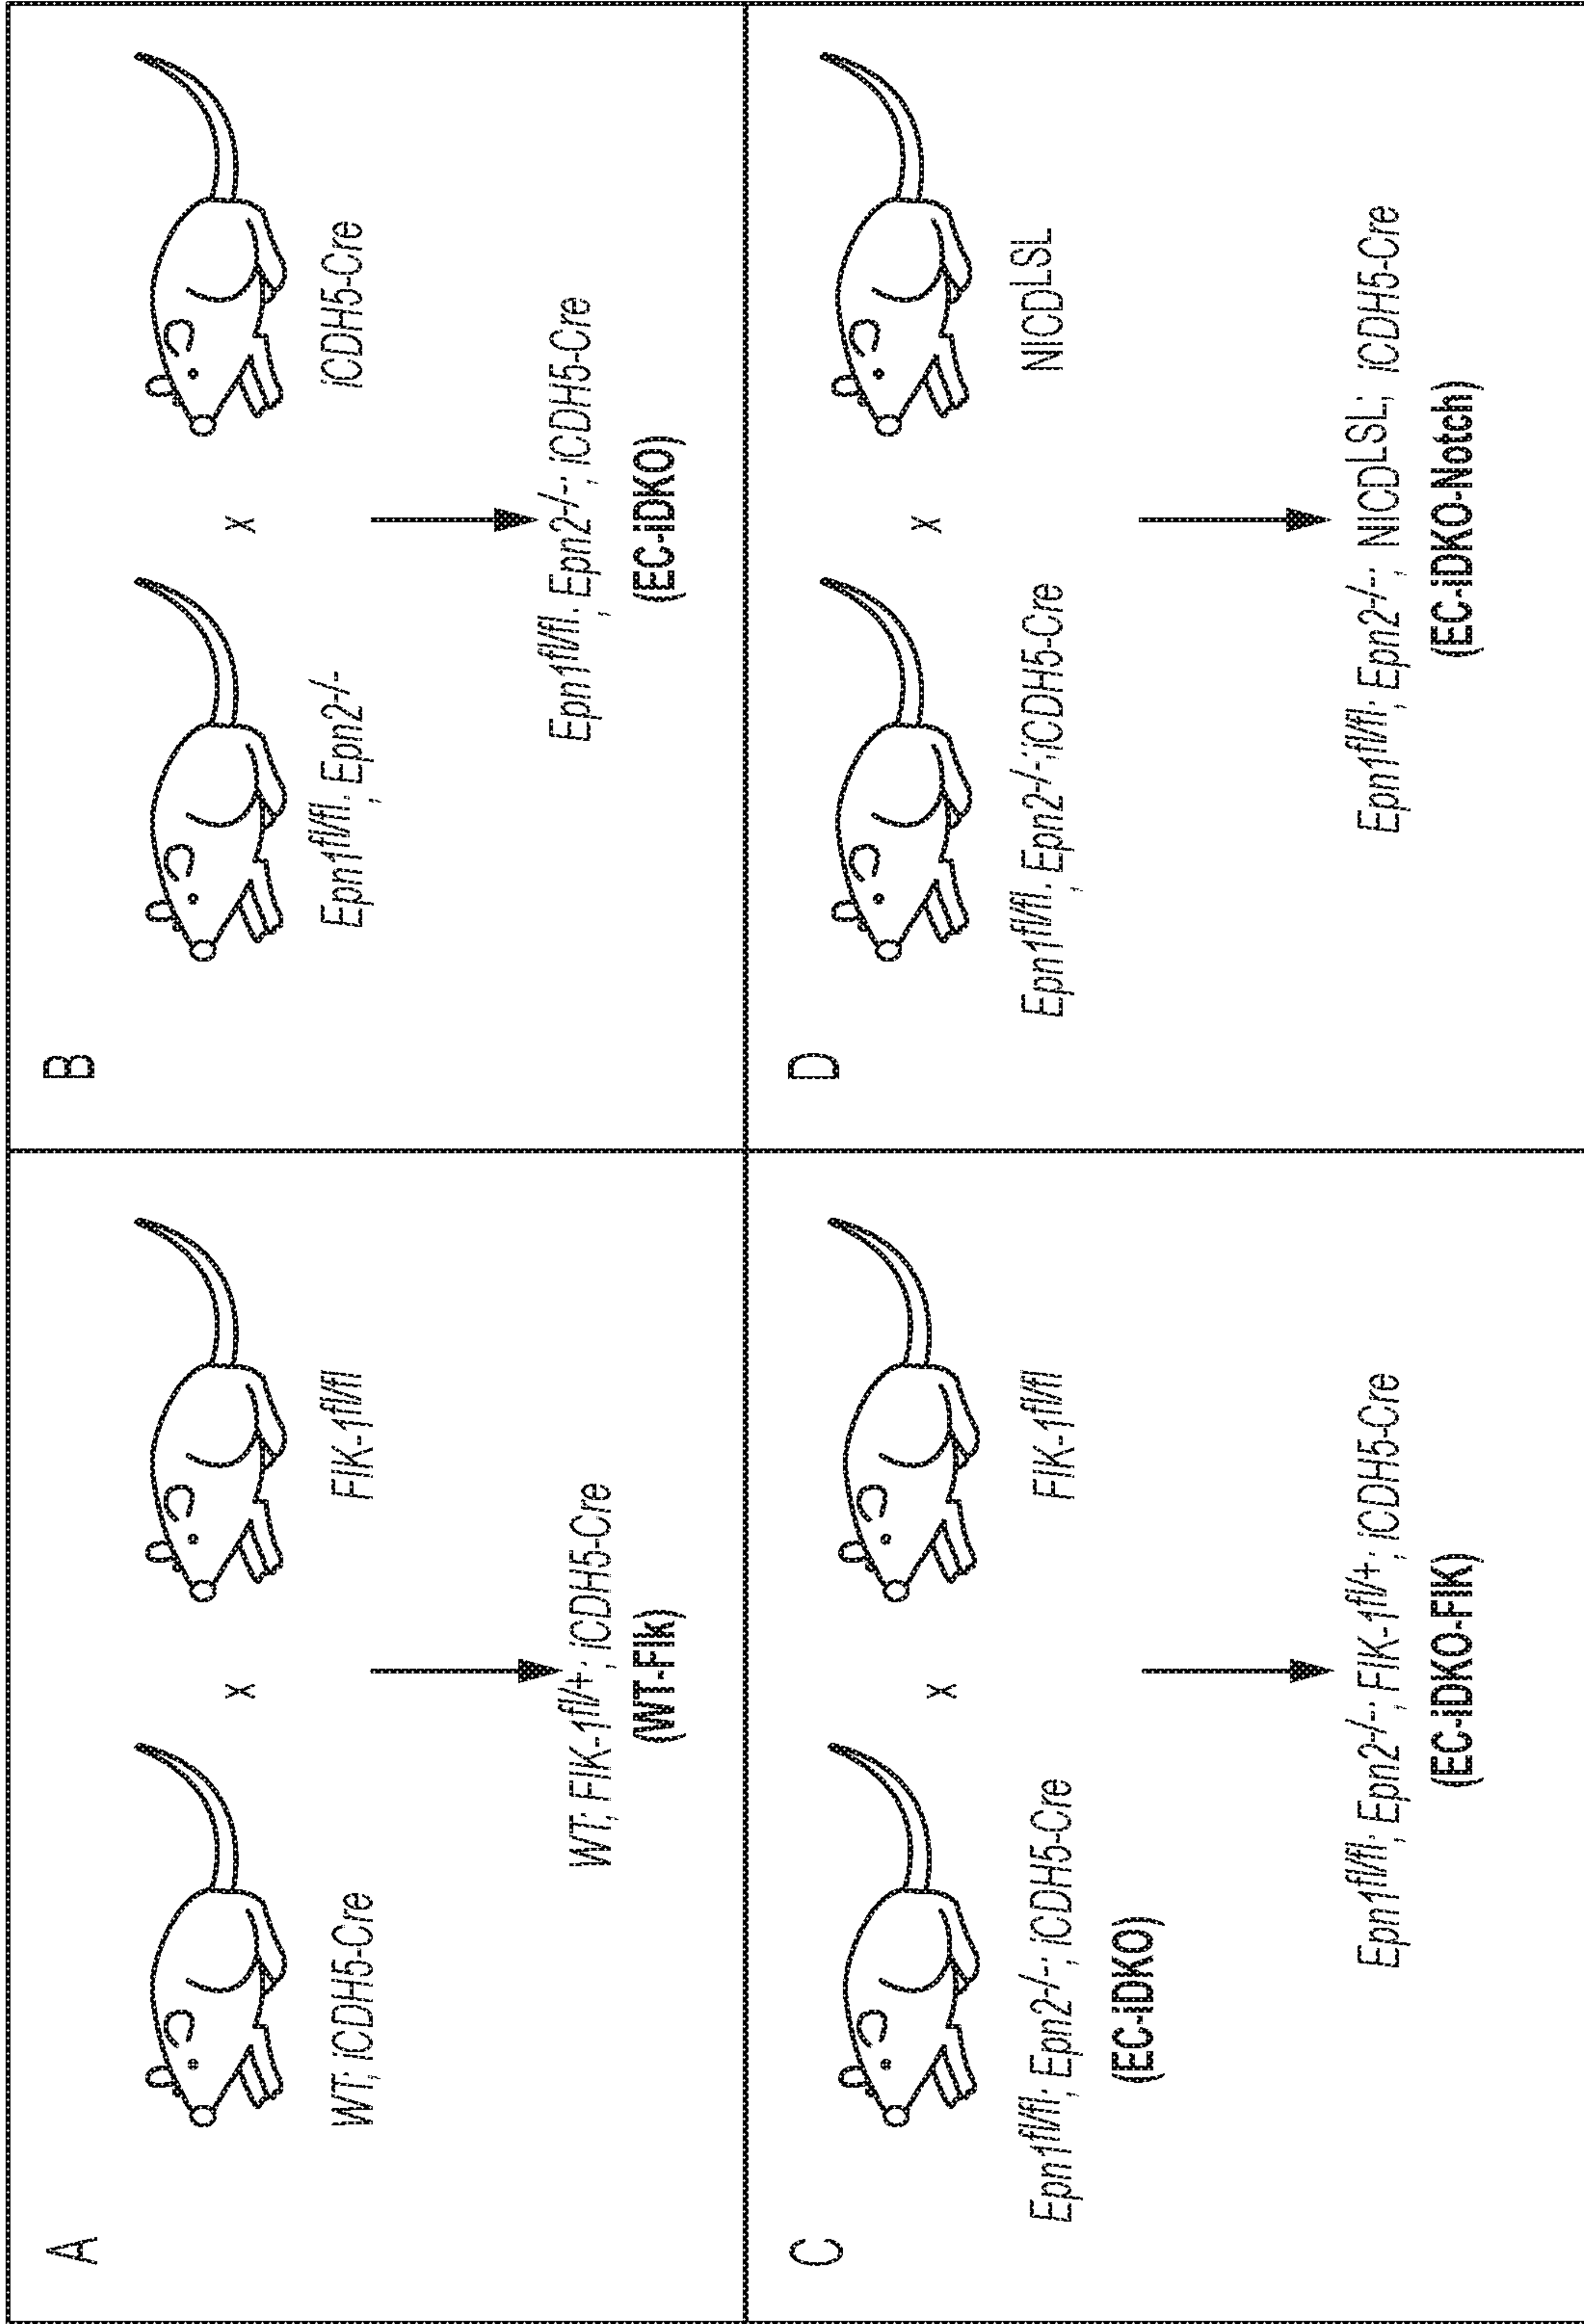 A
WT; iCDH5-Cre
x
Flk-1fl/fl
WT; Flk-1fl/+; iCDH5-Cre
(WT-Flk)
B
Epn1fl/fl; Epn2-/-
x
iCDH5-Cre
Epn1fl/fl; Epn2-/-; iCDH5-Cre
(EC-iDKO)
C
Epn1fl/fl; Epn2-/-; iCDH5-Cre
(EC-iDKO)
x
Flk-1fl/fl
Epn1fl/fl; Epn2-/-; Flk-1fl/+; iCDH5-Cre
(EC-iDKO-Flk)
D
Epn1fl/fl; Epn2-/-;iCDH5-Cre
x
NICDLSL
Epn1fl/fl; Epn2-/-; NICDLSL; iCDH5-Cre
(EC-iDKO-Notch)